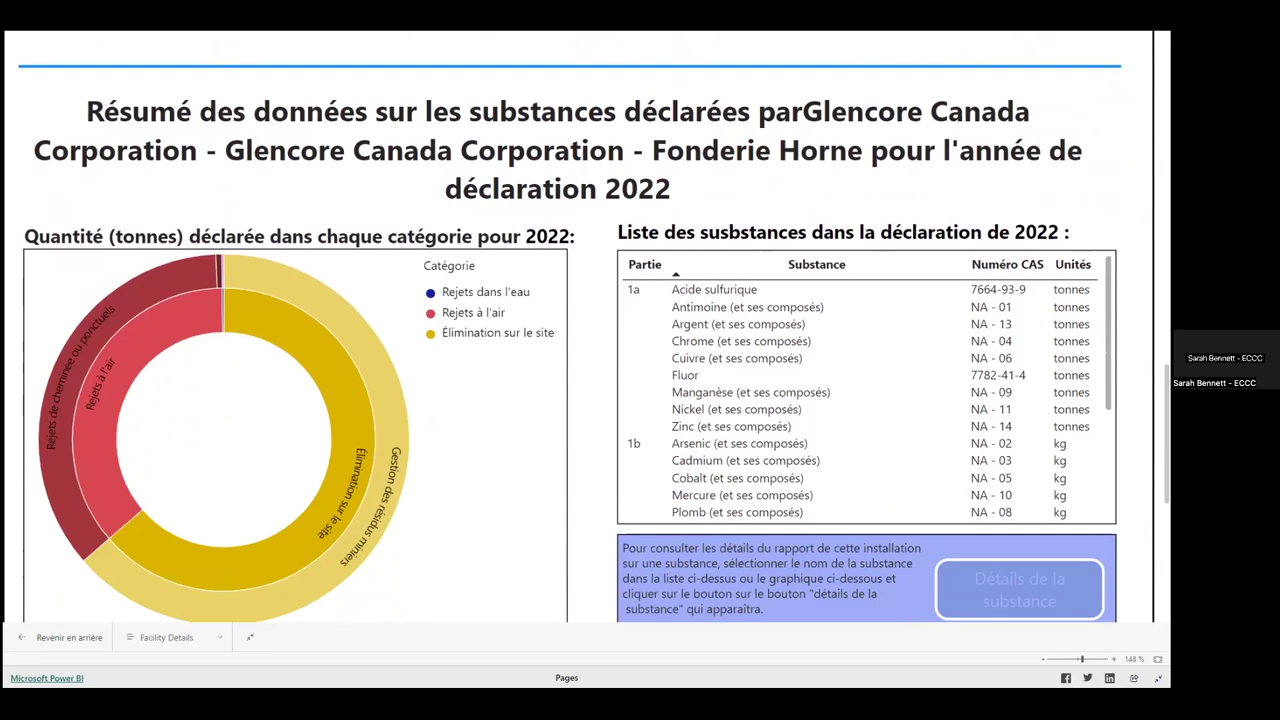 Résumé des données sur les substances déclarées parGlencore Canada
Corporation - Glencore Canada Corporation - Fonderie Horne pour l'année de
déclaration 2022
Quantité (tonnes) déclarée dans chaque catégorie pour 2022:
Catégorie
Rejets dans l'eau
Rejets à l'air
Élimination sur le site
Rejets de cheminée ou ponctuels
Rejets à l'air
Élimination sur le site
Gestion des résidus miniers
Liste des susbstances dans la déclaration de 2022 :
Partie Substance Numéro CAS Unités
1a Acide sulfurique 7664-93-9 tonnes
Antimoine (et ses composés) NA - 01 tonnes
Argent (et ses composés) NA - 13 tonnes
Chrome (et ses composés) NA - 04 tonnes
Cuivre (et ses composés) NA - 06 tonnes
Fluor 7782-41-4 tonnes
Manganèse (et ses composés) NA - 09 tonnes
Nickel (et ses composés) NA - 11 tonnes
Zinc (et ses composés) NA - 14 tonnes
1b Arsenic (et ses composés) NA - 02 kg
Cadmium (et ses composés) NA - 03 kg
Cobalt (et ses composés) NA - 05 kg
Mercure (et ses composés) NA - 10 kg
Plomb (et ses composés) NA - 08 kg
Pour consulter les détails du rapport de cette installation
sur une substance, sélectionner le nom de la substance
dans la liste ci-dessus ou le graphique ci-dessous et
cliquer sur le bouton sur le bouton "détails de la
substance" qui apparaîtra.
Détails de la
substance
Revenir en arrière
Facility Details
148 %
Microsoft Power BI
Pages
Sarah Bennett - ECCC
Sarah Bennett - ECCC